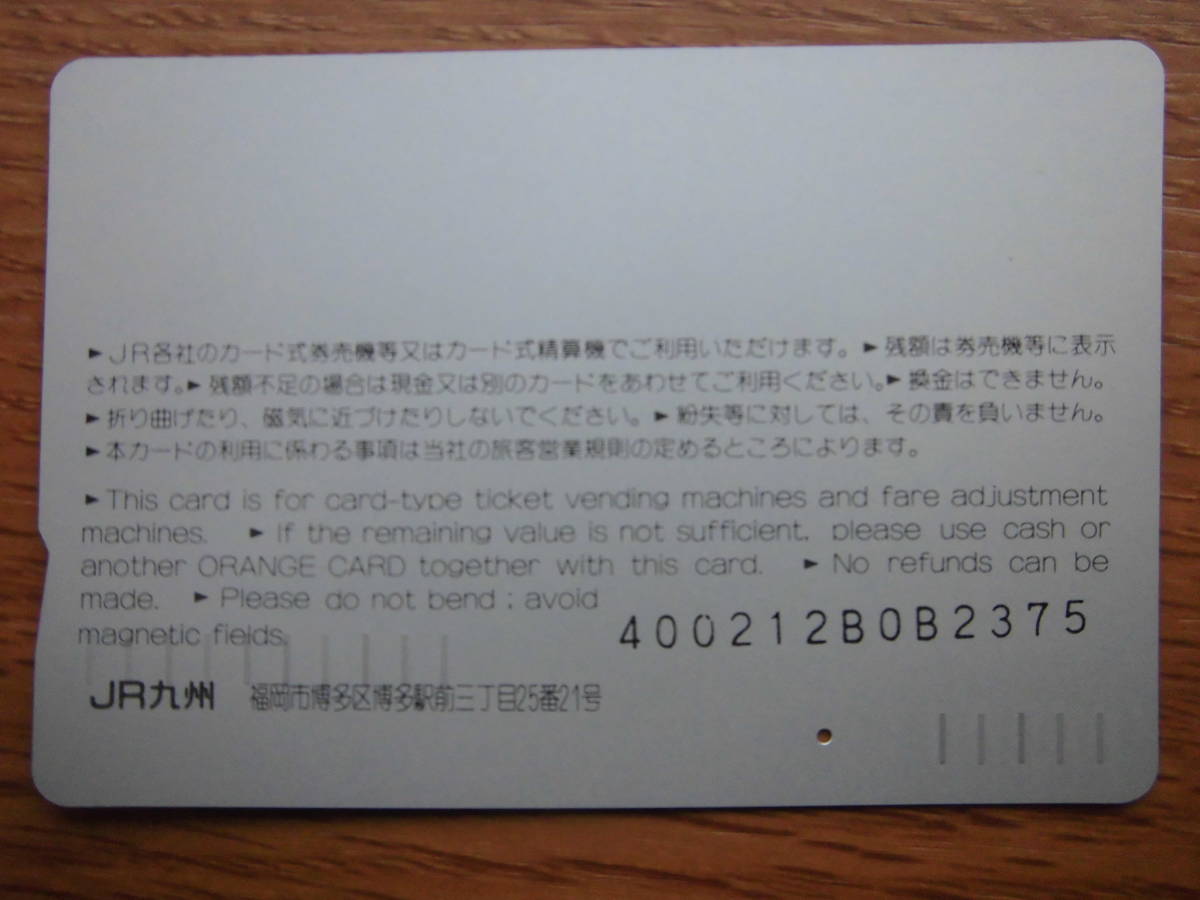 ►JR各社のカード式券売機等又はカード式精算機でご利用いただけます。►残額は券売機等に表示
されます。►残額不足の場合は現金又は別のカードをあわせてご利用ください。►換金はできません。
►折り曲げたり、磁気に近づけたりしないでください。►紛失等に対しては、その責を負いません。
►本カードの利用に係わる事項は当社の旅客営業規則の定めるところによります。
►This card is for card-type ticket vending machines and fare adjustment
machines. ►If the remaining value is not sufficient, please use cash or
another ORANGE CARD together with this card. ►No refunds can be
made. ►Please do not bend; avoid
magnetic fields.
400212B0B2375
JR九州 福岡市博多区博多駅前三丁目25番21号